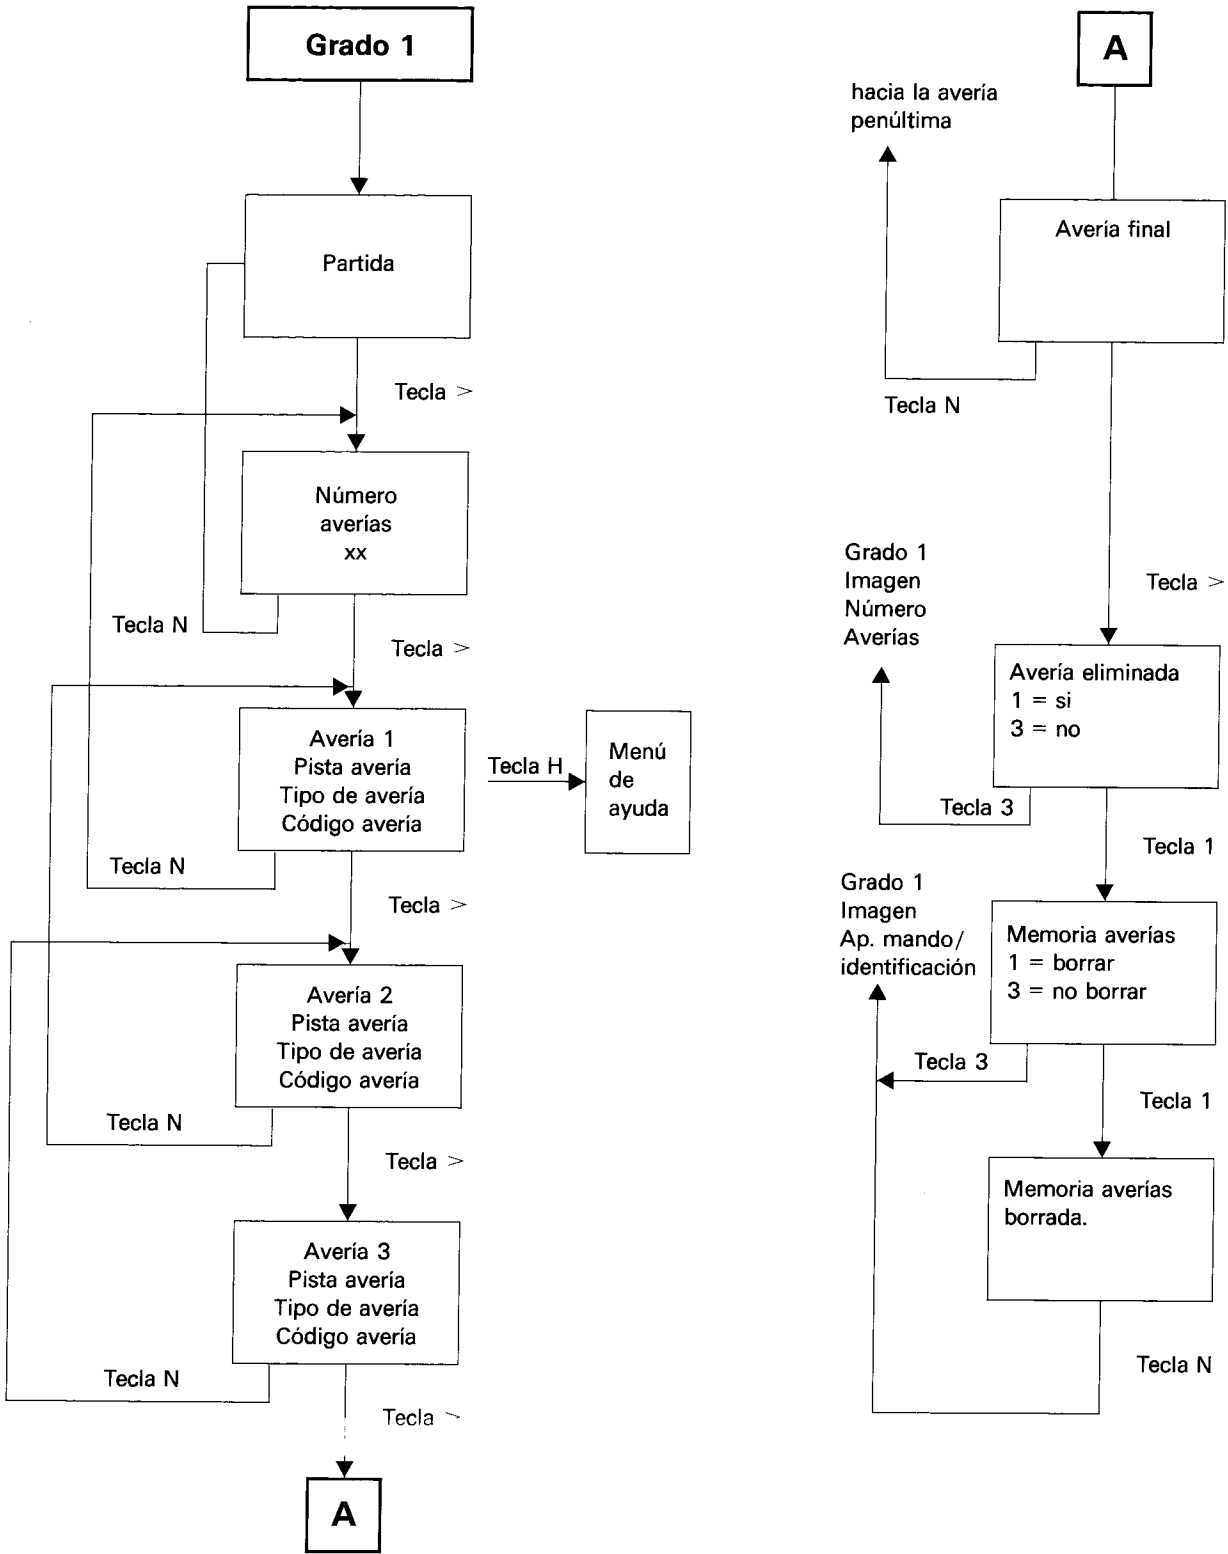 Grado 1
Partida
Tecla >
Número
averías
xx
Tecla N
Tecla >
Avería 1
Pista avería
Tipo de avería
Código avería
Tecla H
Menú
de
ayuda
Tecla N
Tecla >
Avería 2
Pista avería
Tipo de avería
Código avería
Tecla N
Tecla >
Avería 3
Pista avería
Tipo de avería
Código avería
Tecla N
Tecla >
A
A
hacia la avería
penúltima
Avería final
Tecla N
Tecla >
Grado 1
Imagen
Número
Averías
Avería eliminada
1 = si
3 = no
Tecla 3
Tecla 1
Grado 1
Imagen
Ap. mando/
identificación
Memoria averías
1 = borrar
3 = no borrar
Tecla 3
Tecla 1
Memoria averías
borrada.
Tecla N